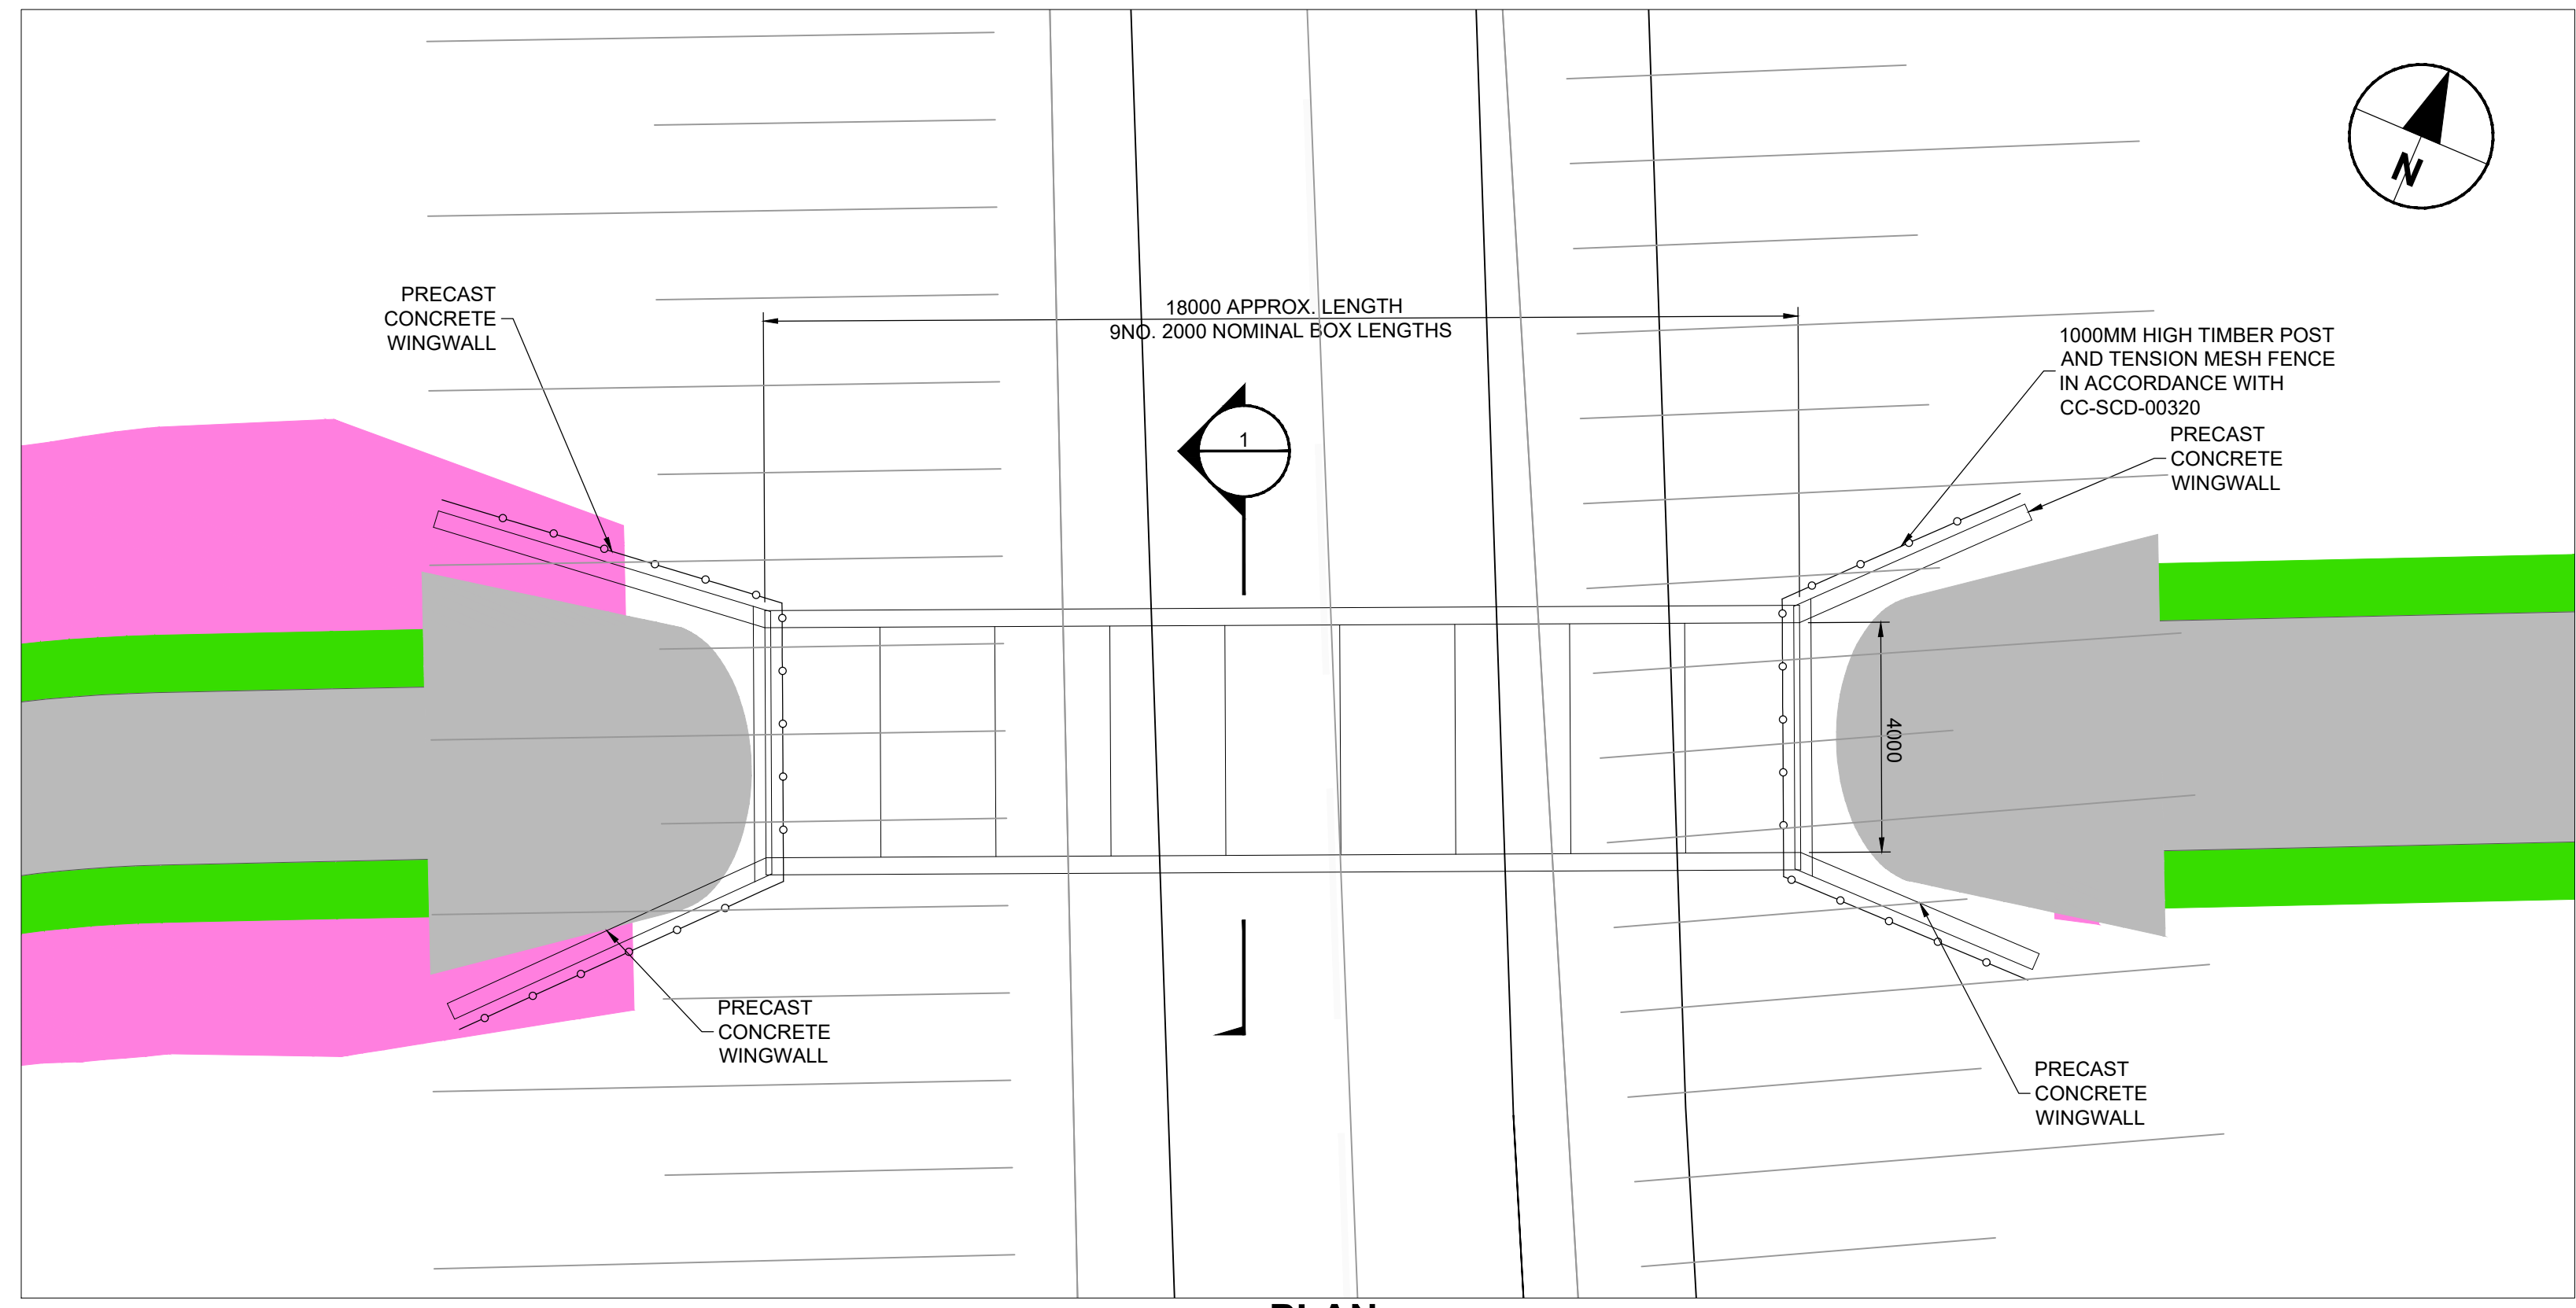 N
PRECAST
CONCRETE
WINGWALL
18000 APPROX. LENGTH
9NO. 2000 NOMINAL BOX LENGTHS
1000MM HIGH TIMBER POST
AND TENSION MESH FENCE
IN ACCORDANCE WITH
CC-SCD-00320
PRECAST
CONCRETE
WINGWALL
1
4000
PRECAST
CONCRETE
WINGWALL
PRECAST
CONCRETE
WINGWALL
PLAN